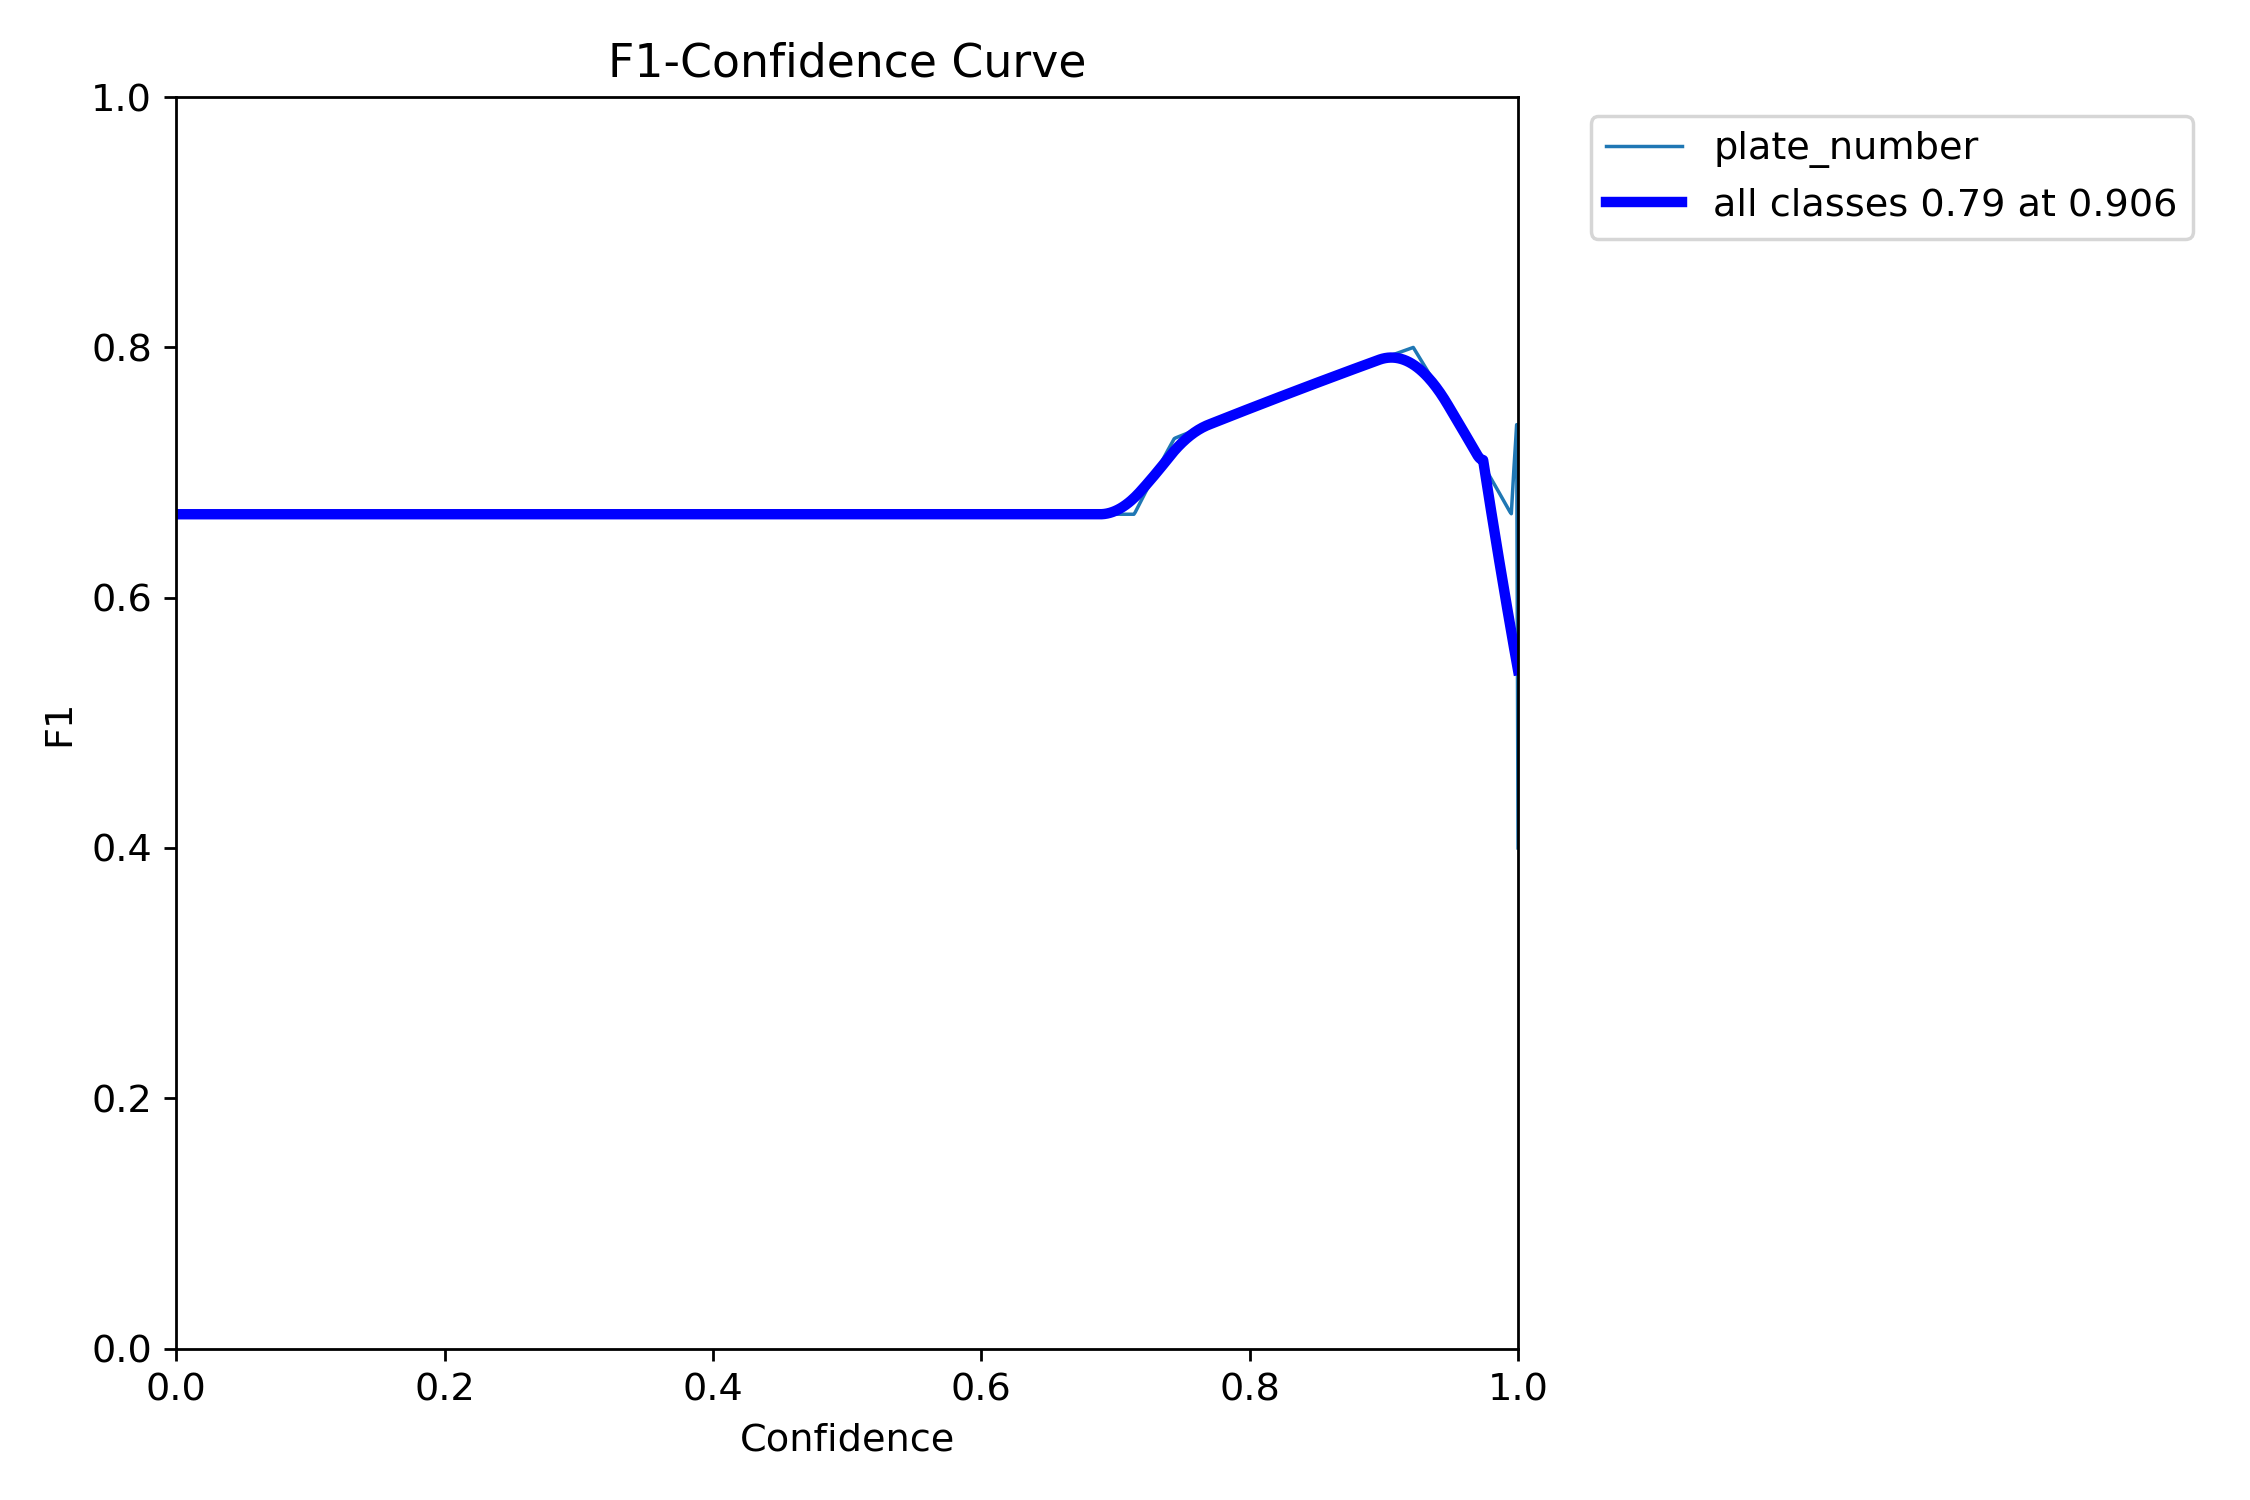 F1-Confidence Curve
1.0
0.8
0.6
0.4
0.2
0.0
F1
0.0 0.2 0.4 0.6 0.8 1.0
Confidence
plate_number
all classes 0.79 at 0.906